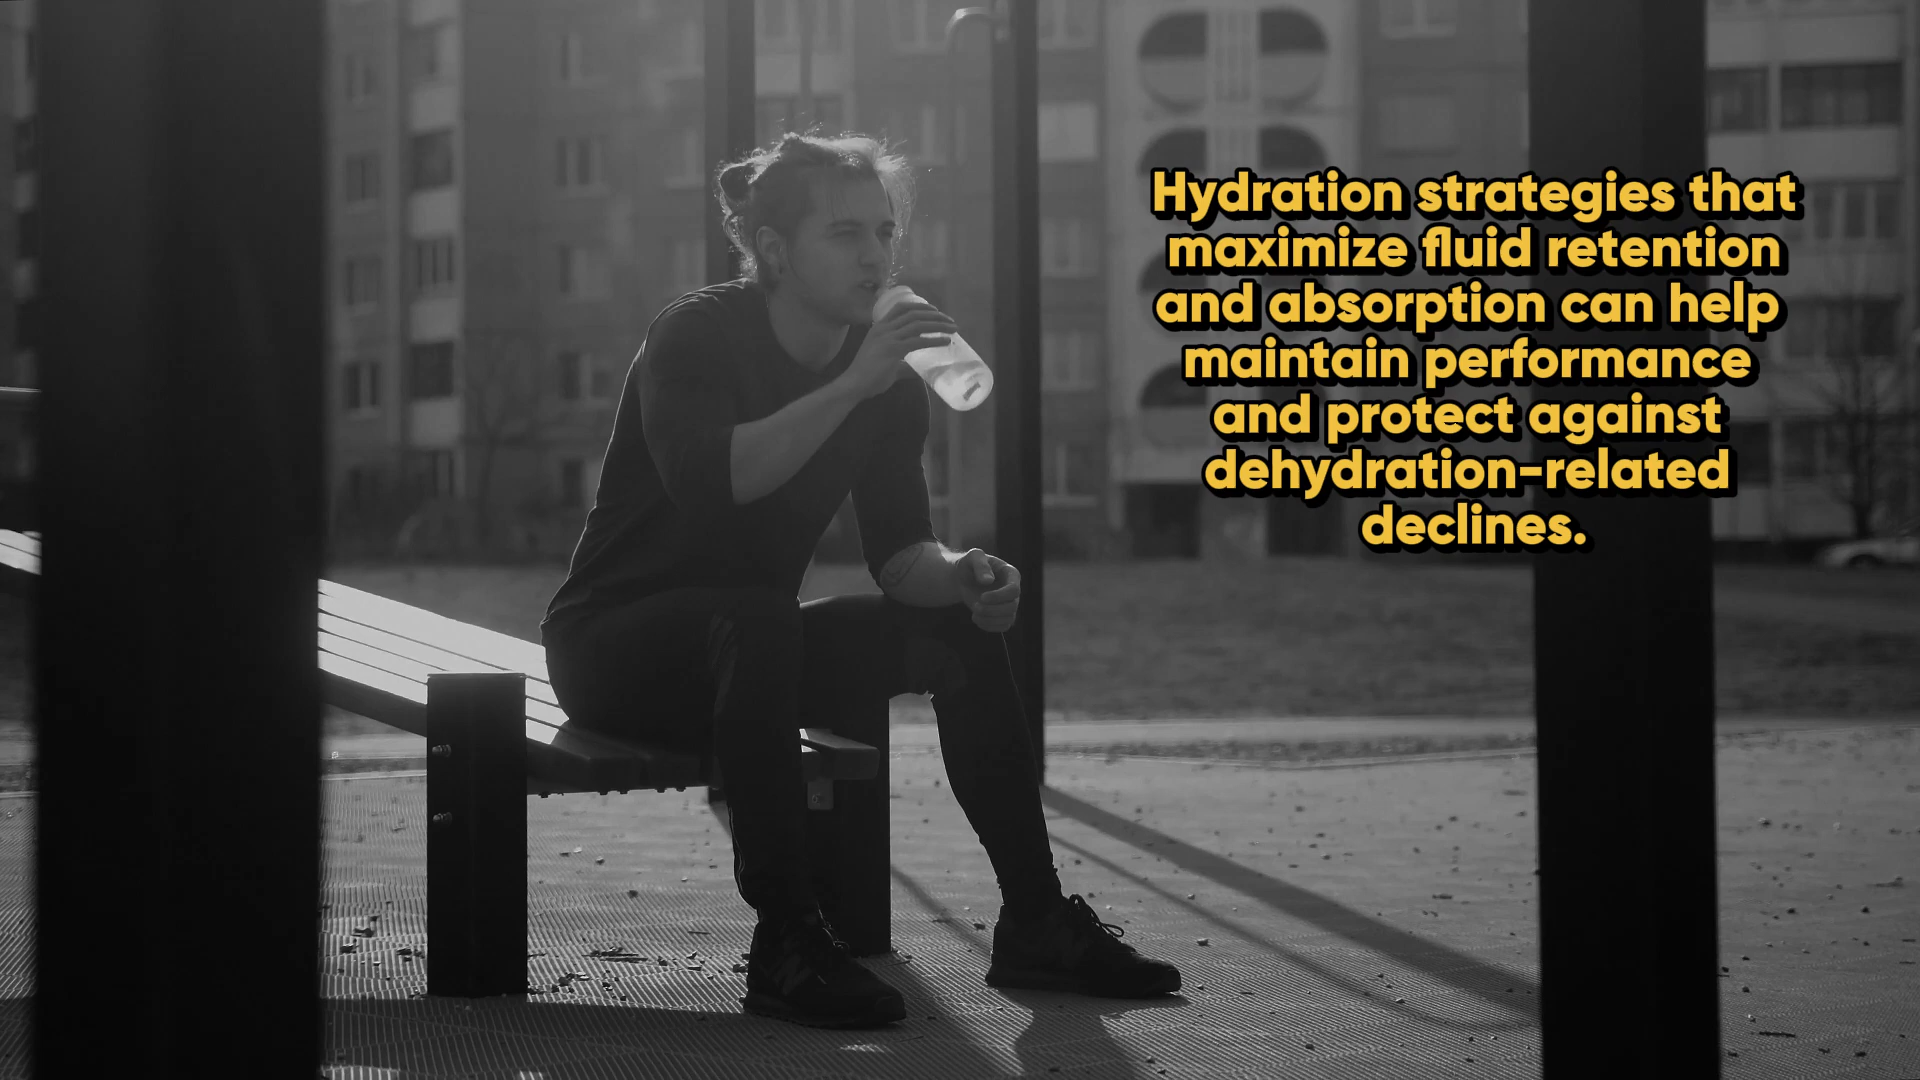 Hydration strategies that
maximize fluid retention
and absorption can help
maintain performance
and protect against
dehydration-related
declines.